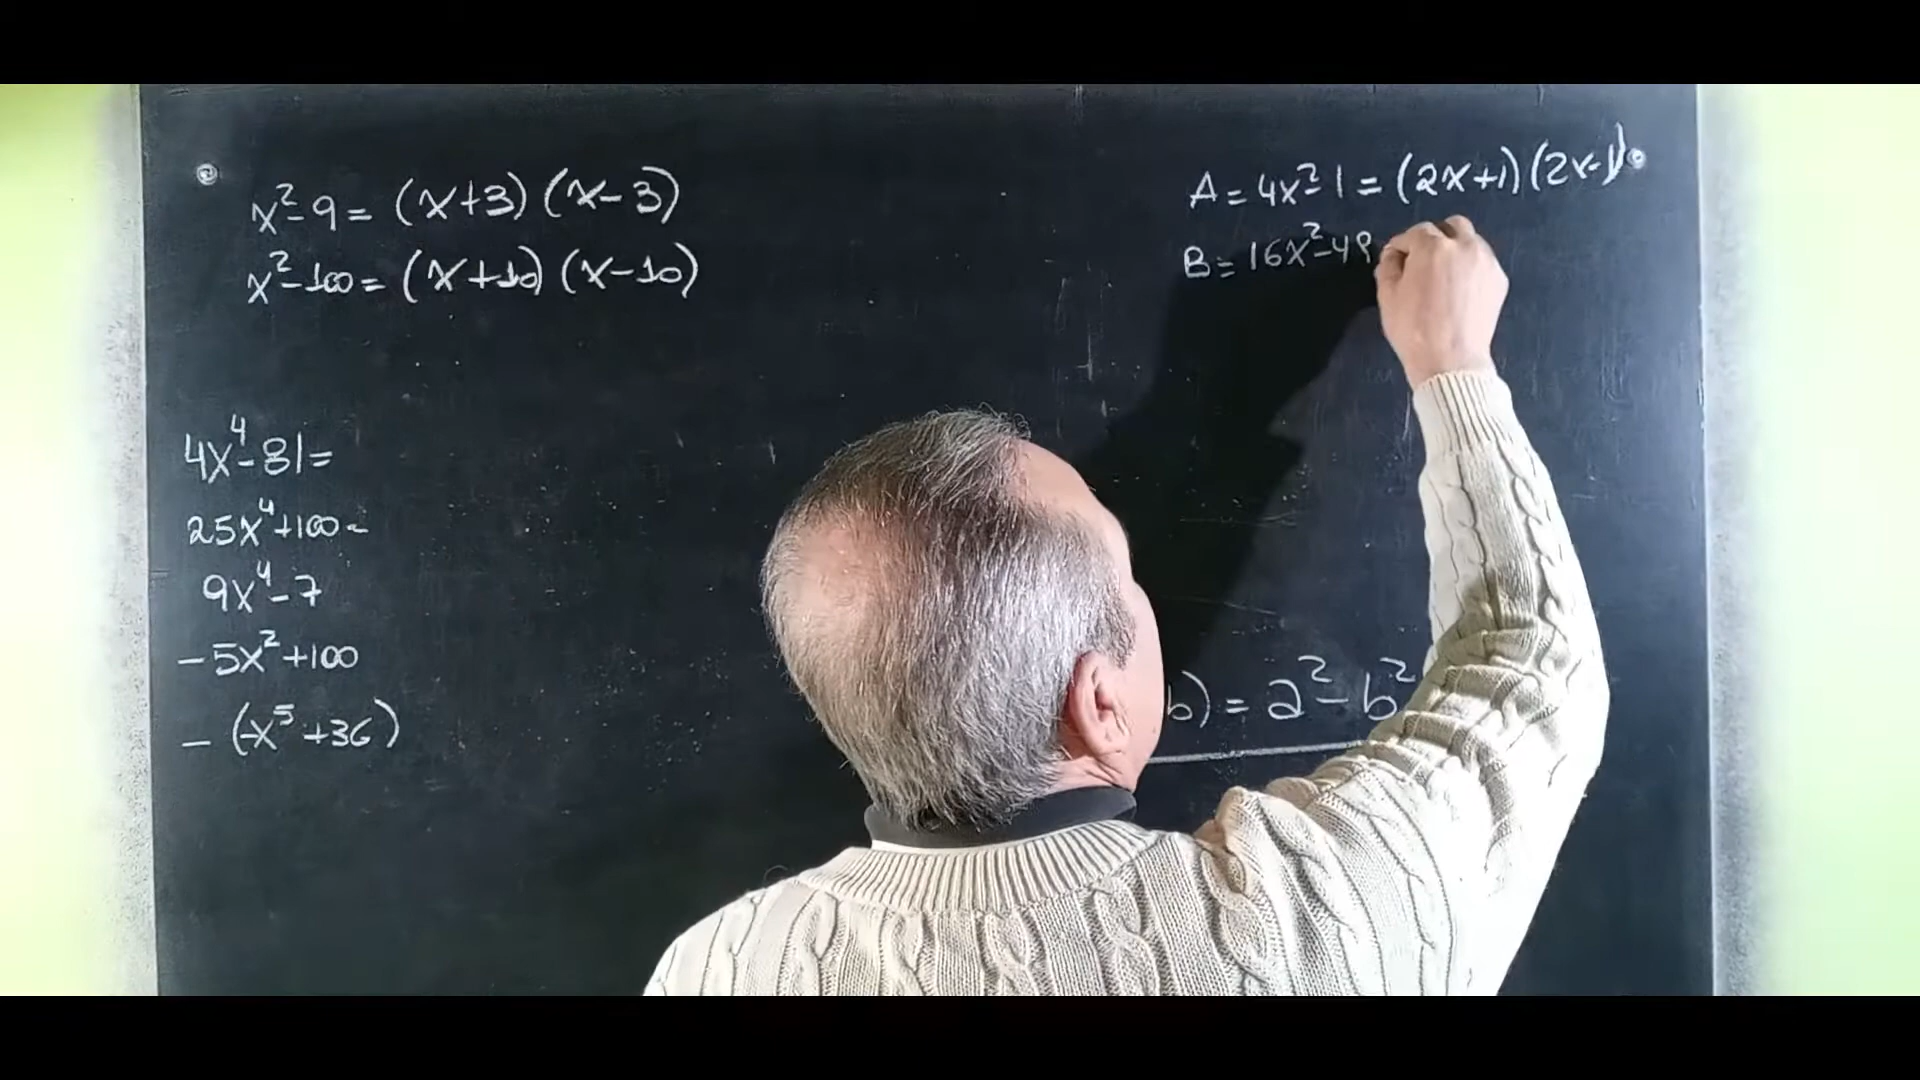 x²-9= (x+3) (x-3)
x²-100= (x+10) (x-10)
4x⁴-81=
25x⁴+100=
9x⁴-7
-5x²+100
-(-x⁵+36)
A = 4x²-1 = (2x+1)(2x-1)
B = 16x²-49
b) = a²-b²